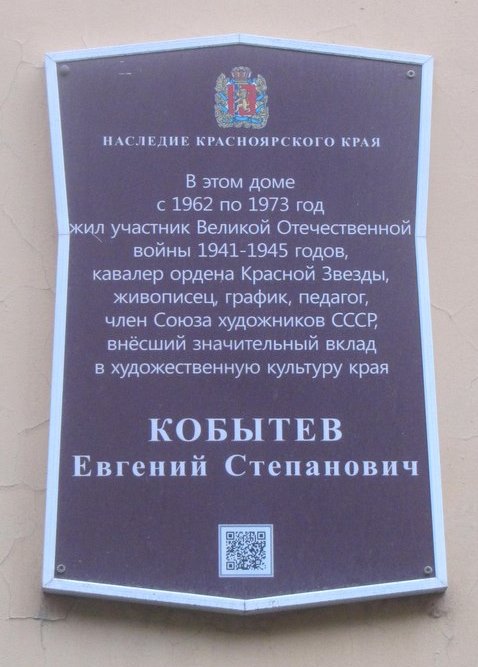 НАСЛЕДИЕ КРАСНОЯРСКОГО КРАЯ
В этом доме
с 1962 по 1973 год
жил участник Великой Отечественной
войны 1941-1945 годов,
кавалер ордена Красной Звезды,
живописец, график, педагог,
член Союза художников СССР,
внёсший значительный вклад
в художественную культуру края
КОБЫТЕВ
Евгений Степанович